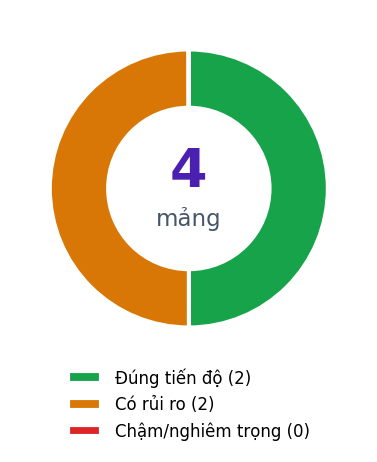 4
mảng
Đúng tiến độ (2)
Có rủi ro (2)
Chậm/nghiêm trọng (0)